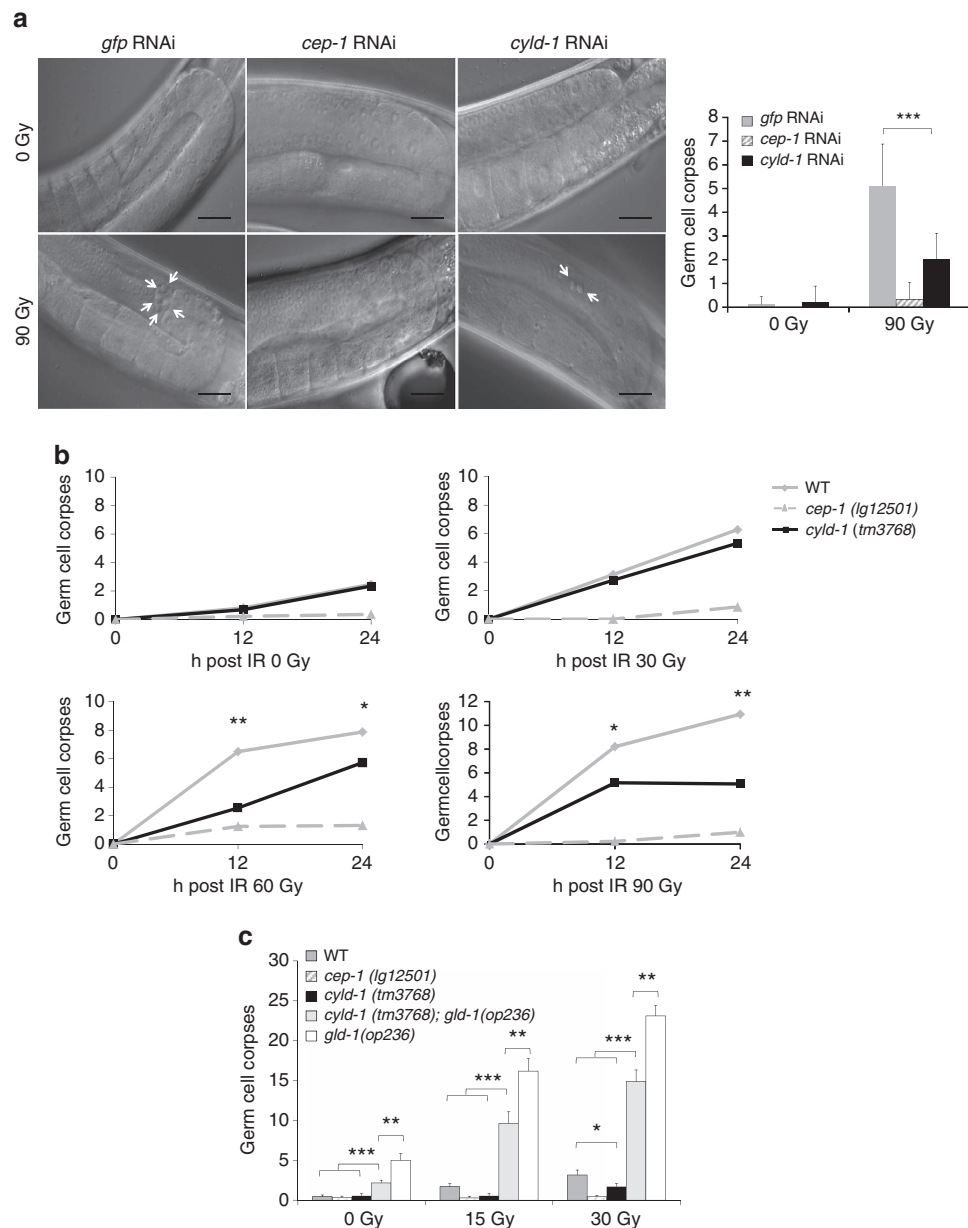 a
gfp RNAi
cep-1 RNAi
cyld-1 RNAi
0 Gy
90 Gy
Germ cell corpses
8
7
6
5
4
3
2
1
0
gfp RNAi
cep-1 RNAi
cyld-1 RNAi
***
0 Gy
90 Gy
b
Germ cell corpses
10
8
6
4
2
0
0
12
24
h post IR 0 Gy
Germ cell corpses
10
8
6
4
2
0
0
12
24
h post IR 30 Gy
WT
cep-1 (lg12501)
cyld-1 (tm3768)
Germ cell corpses
10
8
6
4
2
0
**
*
0
12
24
h post IR 60 Gy
Germcellcorpses
12
10
8
6
4
2
0
*
**
0
12
24
h post IR 90 Gy
c
Germ cell corpses
30
25
20
15
10
5
0
WT
cep-1 (lg12501)
cyld-1 (tm3768)
cyld-1 (tm3768); gld-1(op236)
gld-1(op236)
***
**
***
**
*
***
**
0 Gy
15 Gy
30 Gy